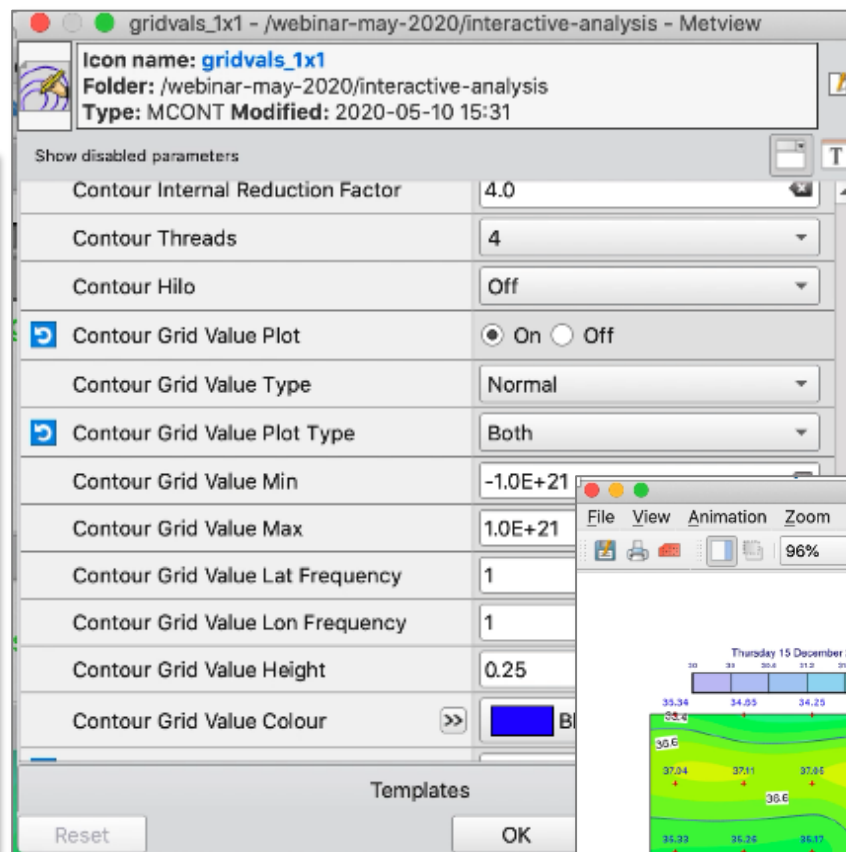 gridvals_1x1 - /webinar-may-2020/interactive-analysis - Metview
Icon name: gridvals_1x1
Folder: /webinar-may-2020/interactive-analysis
Type: MCONT Modified: 2020-05-10 15:31
Show disabled parameters
T
Contour Internal Reduction Factor 4.0
Contour Threads 4
Contour Hilo Off
Contour Grid Value Plot On Off
Contour Grid Value Type Normal
Contour Grid Value Plot Type Both
Contour Grid Value Min -1.0E+21
Contour Grid Value Max 1.0E+21
Contour Grid Value Lat Frequency 1
Contour Grid Value Lon Frequency 1
Contour Grid Value Height 0.25
Contour Grid Value Colour >> Bl
Templates
Reset OK
File View Animation Zoom
96%
Thursday 15 December
30 31.2
34.65 34.25
36.6
37.04 37.11 37.05
36.6
35.33 35.26 35.17